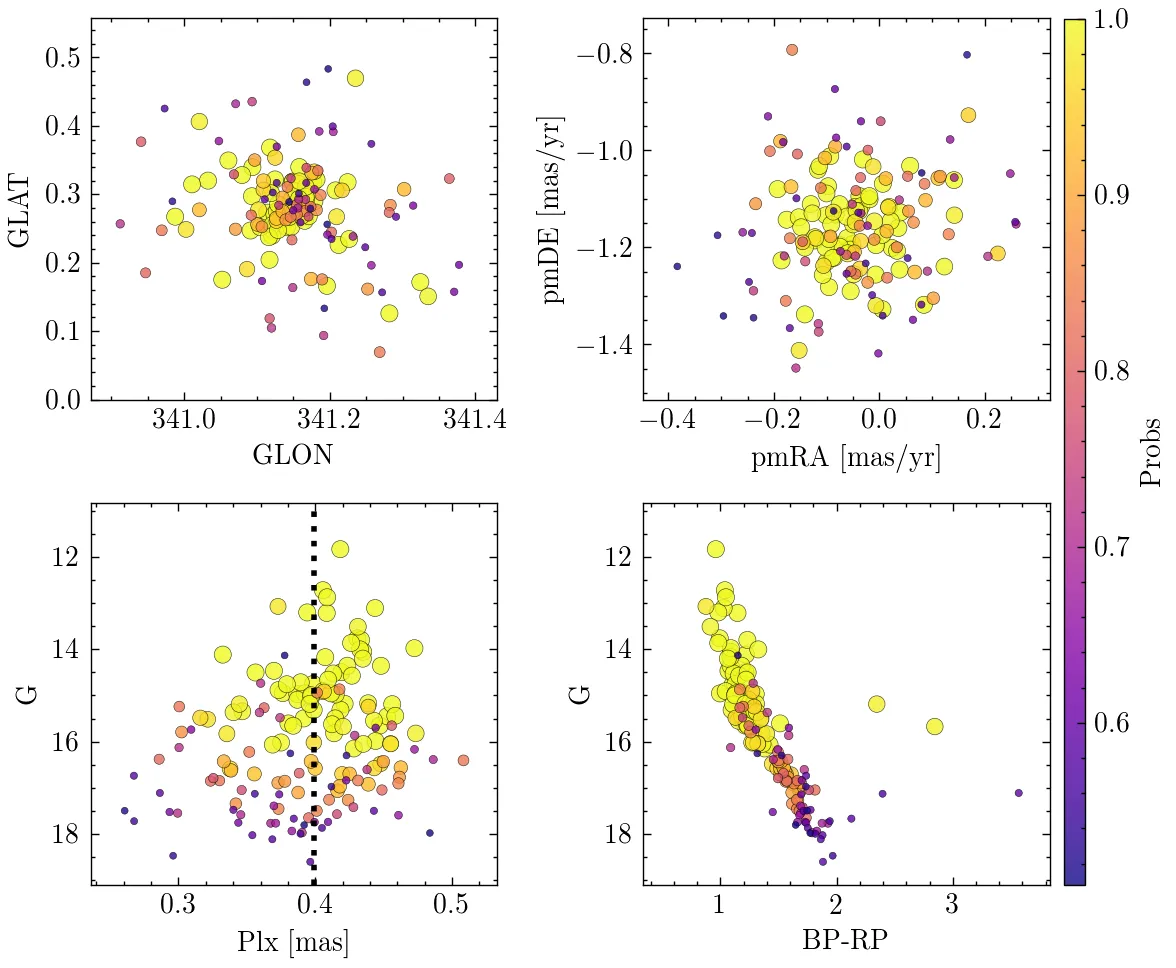 0.5
0.4
0.3
0.2
0.1
0.0
GLAT
341.0 341.2 341.4
GLON
−0.8
−1.0
−1.2
−1.4
pmDE [mas/yr]
−0.4 −0.2 0.0 0.2
pmRA [mas/yr]
1.0
0.9
0.8
0.7
0.6
Probs
12
14
16
18
G
0.3 0.4 0.5
Plx [mas]
12
14
16
18
G
1 2 3
BP-RP